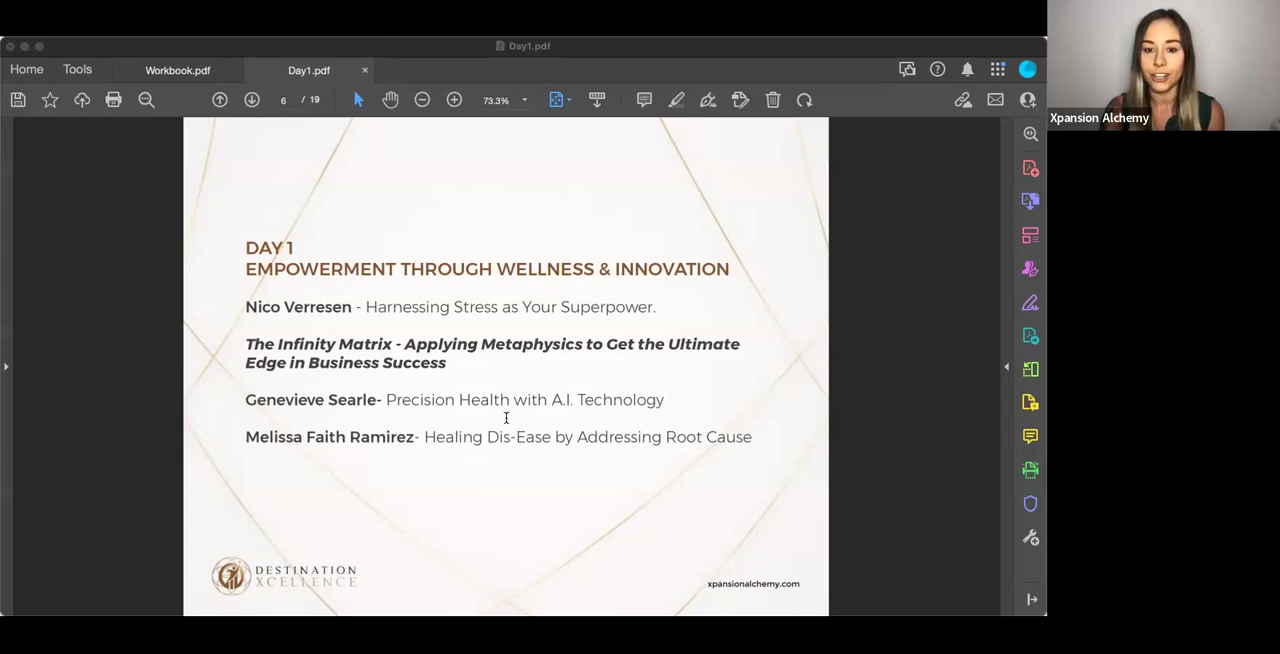 Day1.pdf
Home
Tools
Workbook.pdf
Day1.pdf
×
6 / 19
73.3%
Xpansion Alchemy
DAY 1
EMPOWERMENT THROUGH WELLNESS & INNOVATION
Nico Verresen - Harnessing Stress as Your Superpower.
The Infinity Matrix - Applying Metaphysics to Get the Ultimate
Edge in Business Success
Genevieve Searle- Precision Health with A.I. Technology
Melissa Faith Ramirez- Healing Dis-Ease by Addressing Root Cause
DESTINATION
XCELLENCE
xpansionalchemy.com